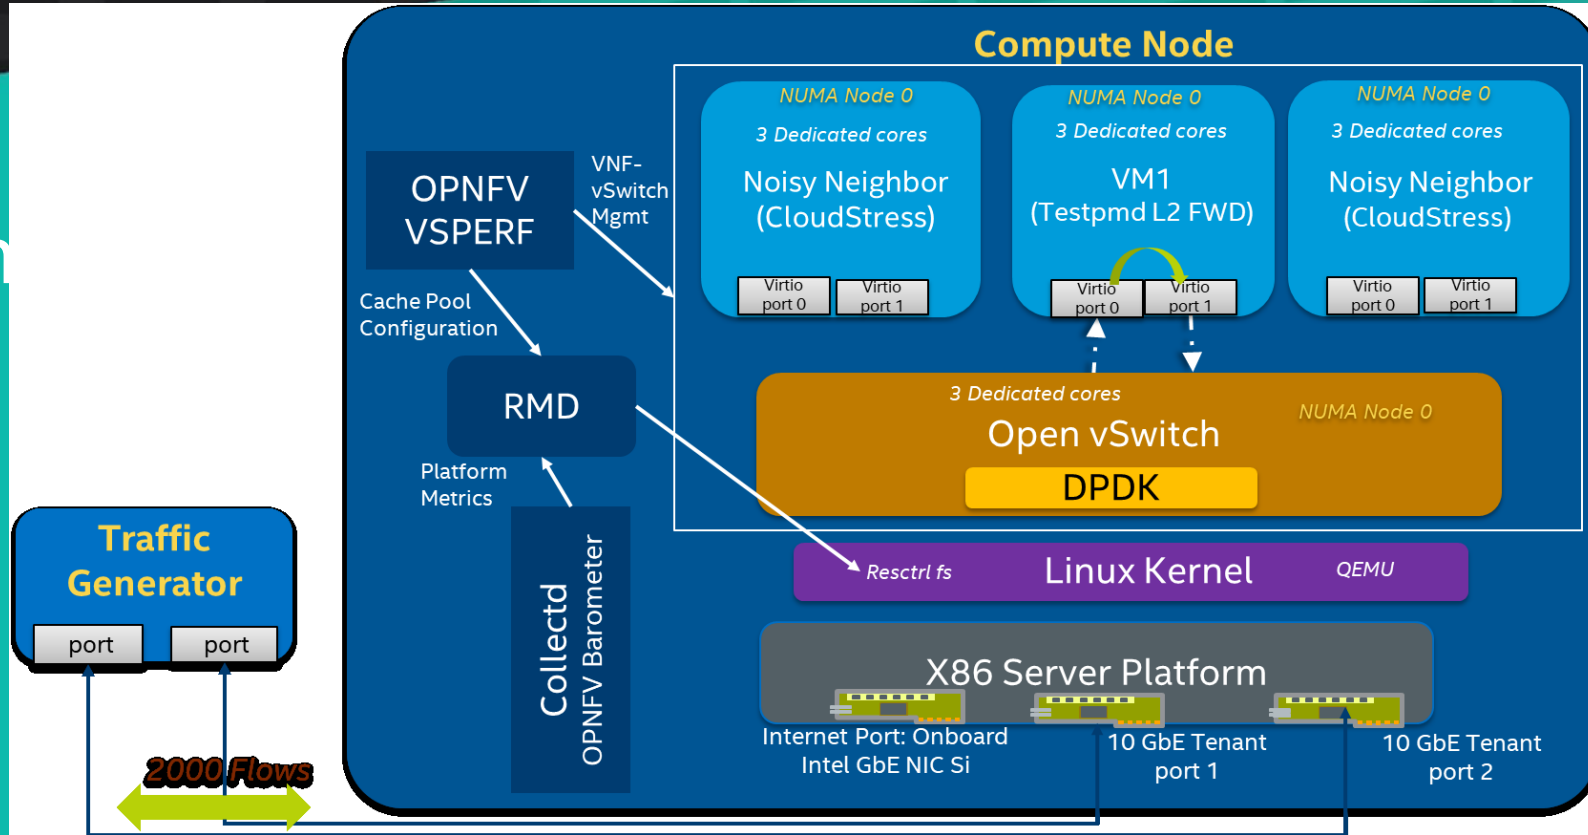 Compute Node
n
OPNFV
VSPERF
VNF-
vSwitch
Mgmt
NUMA Node 0
3 Dedicated cores
Noisy Neighbor
(CloudStress)
Virtio
port 0
Virtio
port 1
NUMA Node 0
3 Dedicated cores
VM1
(Testpmd L2 FWD)
Virtio
port 0
Virtio
port 1
NUMA Node 0
3 Dedicated cores
Noisy Neighbor
(CloudStress)
Virtio
port 0
Virtio
port 1
Cache Pool
Configuration
RMD
Platform
Metrics
Collectd
OPNFV Barometer
3 Dedicated cores
NUMA Node 0
Open vSwitch
DPDK
Resctrl fs
Linux Kernel
QEMU
X86 Server Platform
Internet Port: Onboard
Intel GbE NIC Si
10 GbE Tenant
port 1
10 GbE Tenant
port 2
Traffic
Generator
port
port
2000 Flows